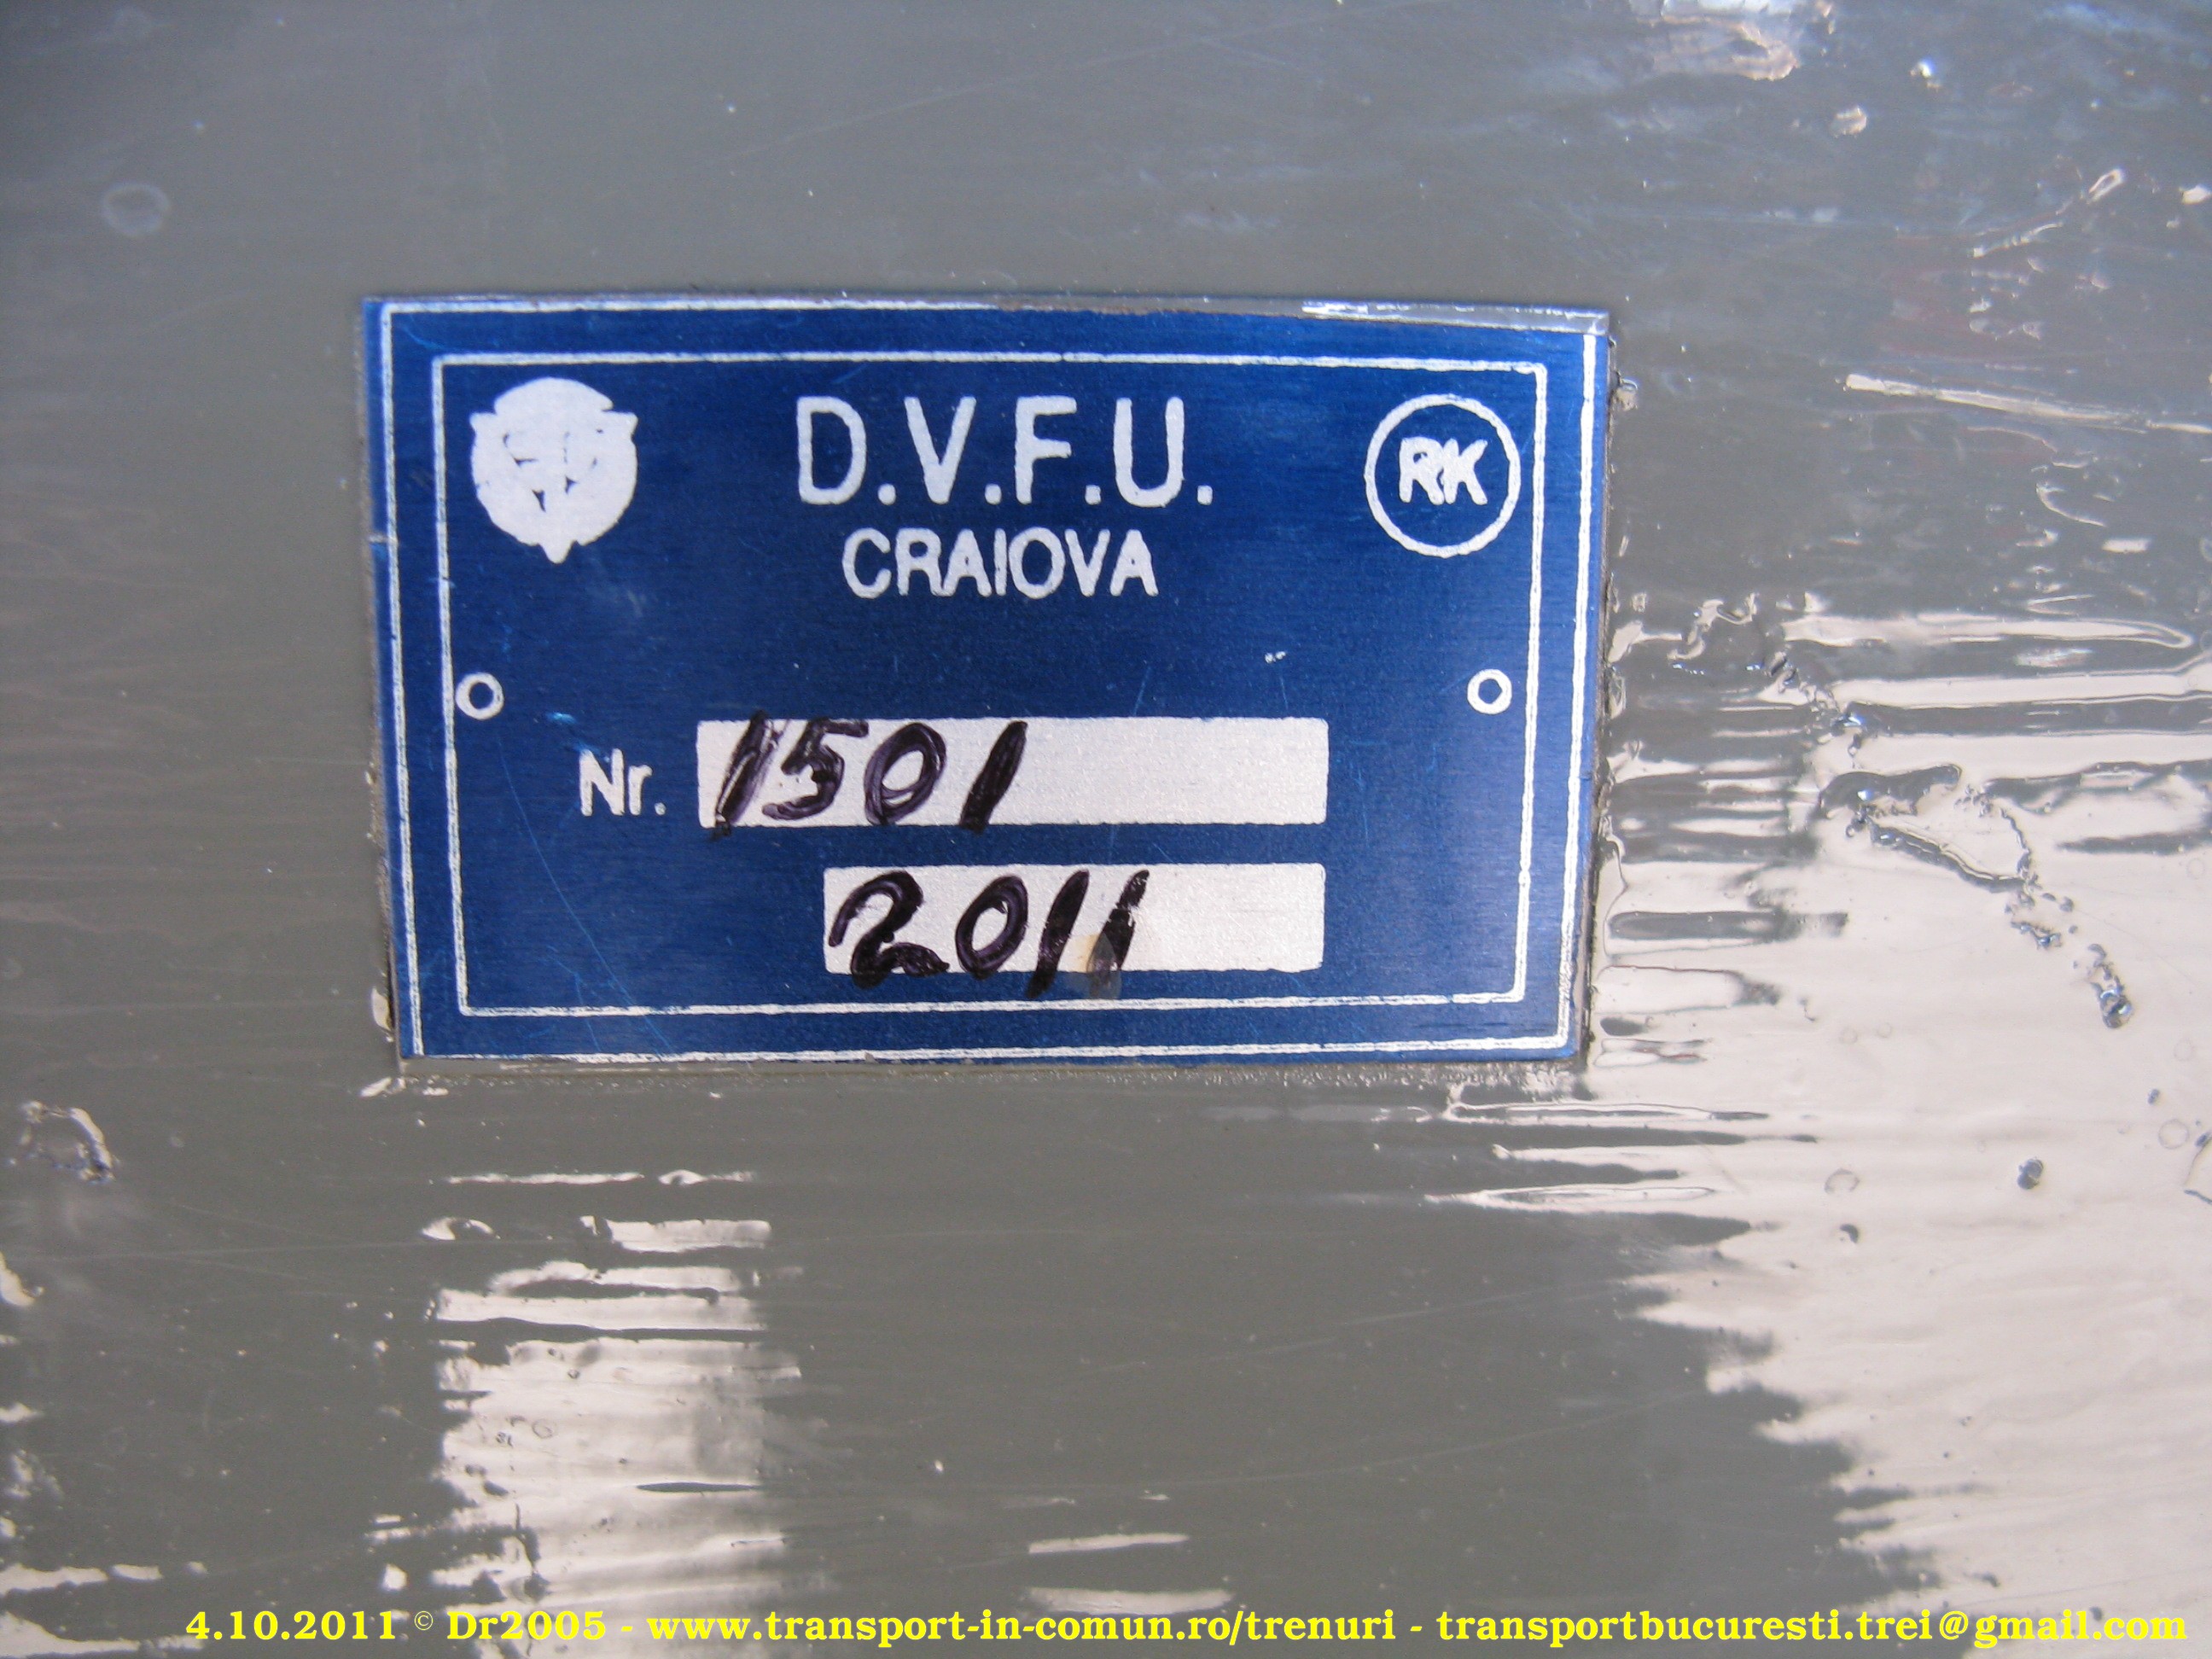 D.V.F.U.
RK
CRAIOVA
Nr. 1501
2011
4.10.2011 © Dr2005 - www.transport-in-comun.ro/trenuri - transportbucuresti.trei@gmail.com